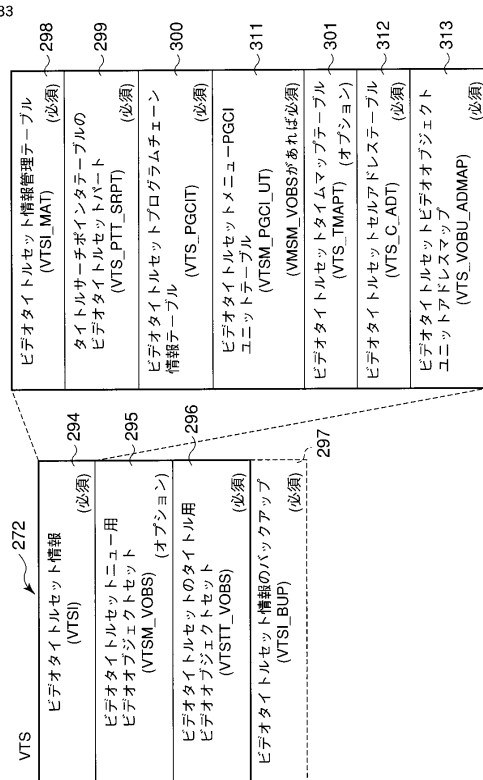 33
VTS
272
ビデオタイトルセット情報
(VTSI)
(必須)
294
ビデオタイトルセットニュー用
ビデオオブジェクトセット
(VTSM_VOBS)
(オプション)
295
ビデオタイトルセットのタイトル用
ビデオオブジェクトセット
(VTSTT_VOBS)
(必須)
296
ビデオタイトルセット情報のバックアップ
(VTSI_BUP)
(必須)
297
ビデオタイトルセット情報管理テーブル
(VTSI_MAT)
(必須)
298
タイトルサーチポインタテーブルの
ビデオタイトルセットパート
(VTS_PTT_SRPT)
(必須)
299
ビデオタイトルセットプログラムチェーン
情報テーブル
(VTS_PGCIT)
(必須)
300
ビデオタイトルセットメニューPGCI
ユニットテーブル
(VTSM_PGCI_UT)
(VMSM_VOBSがあれば必須)
311
ビデオタイトルセットタイムマップテーブル
(VTS_TMAPT)
(オプション)
301
ビデオタイトルセットセルアドレステーブル
(VTS_C_ADT)
(必須)
312
ビデオタイトルセットビデオオブジェクト
ユニットアドレスマップ
(VTS_VOBU_ADMAP)
(必須)
313